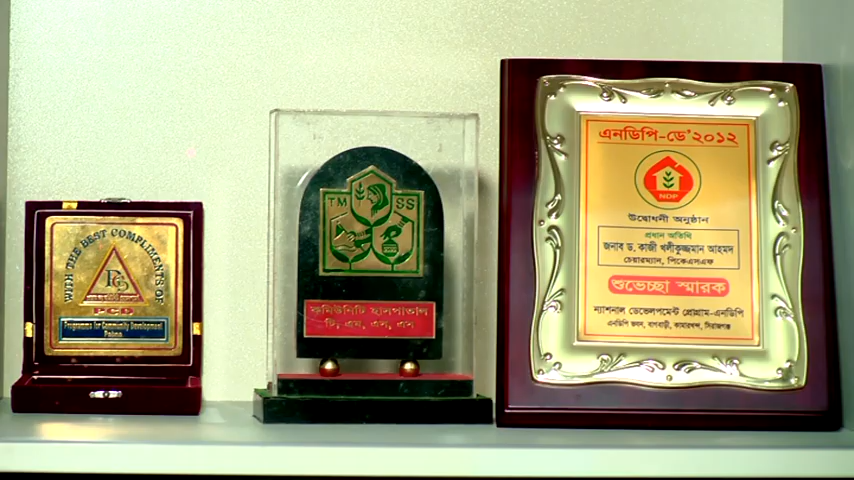 WITH THE BEST COMPLIMENTS OF
PCD
Programme for Community Development
Pabna.
TM SS
কমিউনিটি হাসপাতাল
টি, এম, এস, এস
এনডিপি-ডে'২০১২
NDP
উদ্বোধনী অনুষ্ঠান
প্রধান অতিথি
জনাব ড. কাজী খলীকুজ্জমান আহমদ
চেয়ারম্যান, পিকেএসএফ
শুভেচ্ছা স্মারক
ন্যাশনাল ডেভেলপমেন্ট প্রোগ্রাম-এনডিপি
এনডিপি ভবন, বাগবাড়ী, কামারখন্দ, সিরাজগঞ্জ